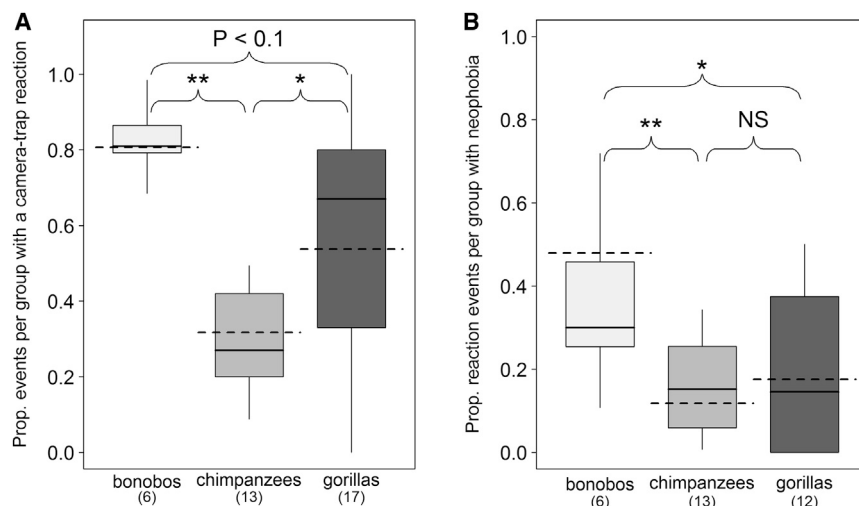 A
Prop. events per group with a camera-trap reaction
1.0
0.8
0.6
0.4
0.2
0.0
P < 0.1
**
*
bonobos
(6)
chimpanzees
(13)
gorillas
(17)
B
Prop. reaction events per group with neophobia
1.0
0.8
0.6
0.4
0.2
0.0
*
**
NS
bonobos
(6)
chimpanzees
(13)
gorillas
(12)